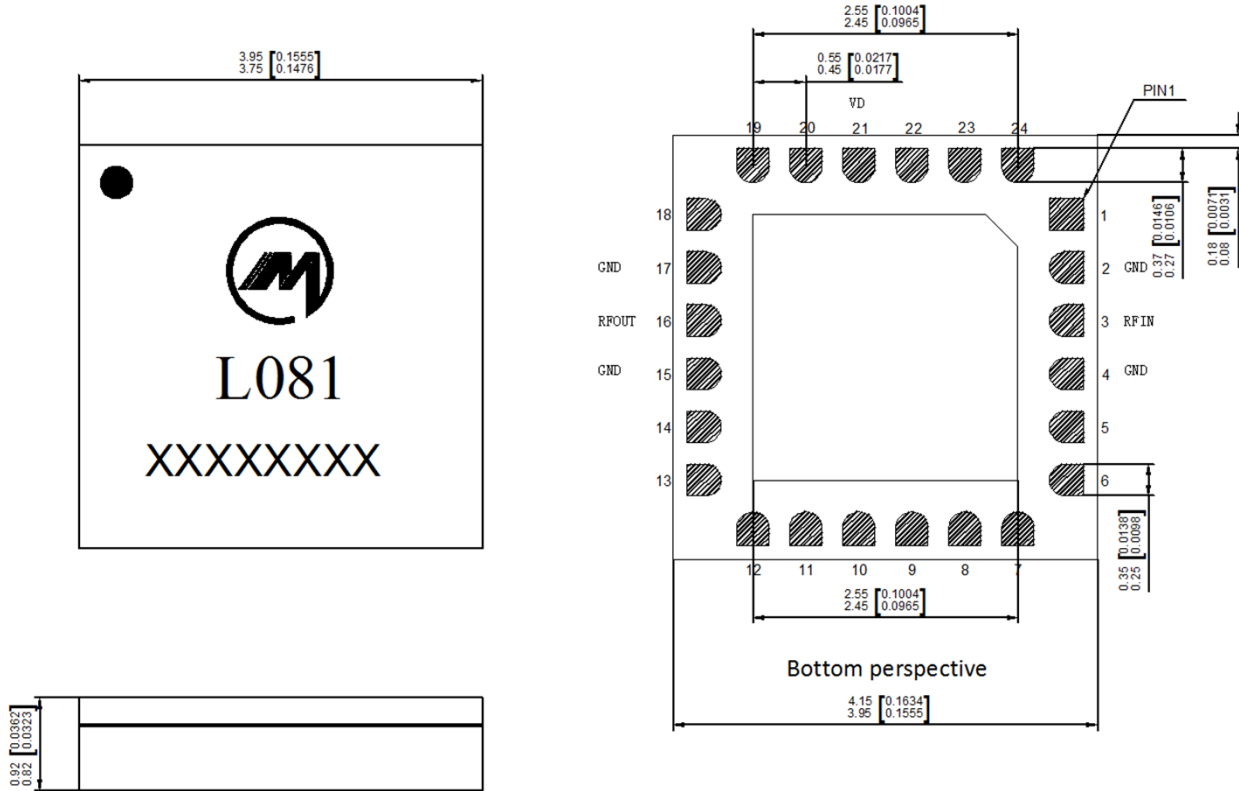 3.95 [0.1555]
3.75 [0.1476]
L081
XXXXXXXX
0.92 [0.0362]
0.82 [0.0323]
2.55 [0.1004]
2.45 [0.0965]
0.55 [0.0217]
0.45 [0.0177]
VD
PIN1
19 20 21 22 23 24
18 1
GND 17 2 GND
RFOUT 16 3 RFIN
GND 15 4 GND
14 5
13 6
12 11 10 9 8 7
0.37 [0.0146]
0.27 [0.0106]
0.18 [0.0071]
0.08 [0.0031]
0.35 [0.0138]
0.25 [0.0098]
2.55 [0.1004]
2.45 [0.0965]
Bottom perspective
4.15 [0.1634]
3.95 [0.1555]